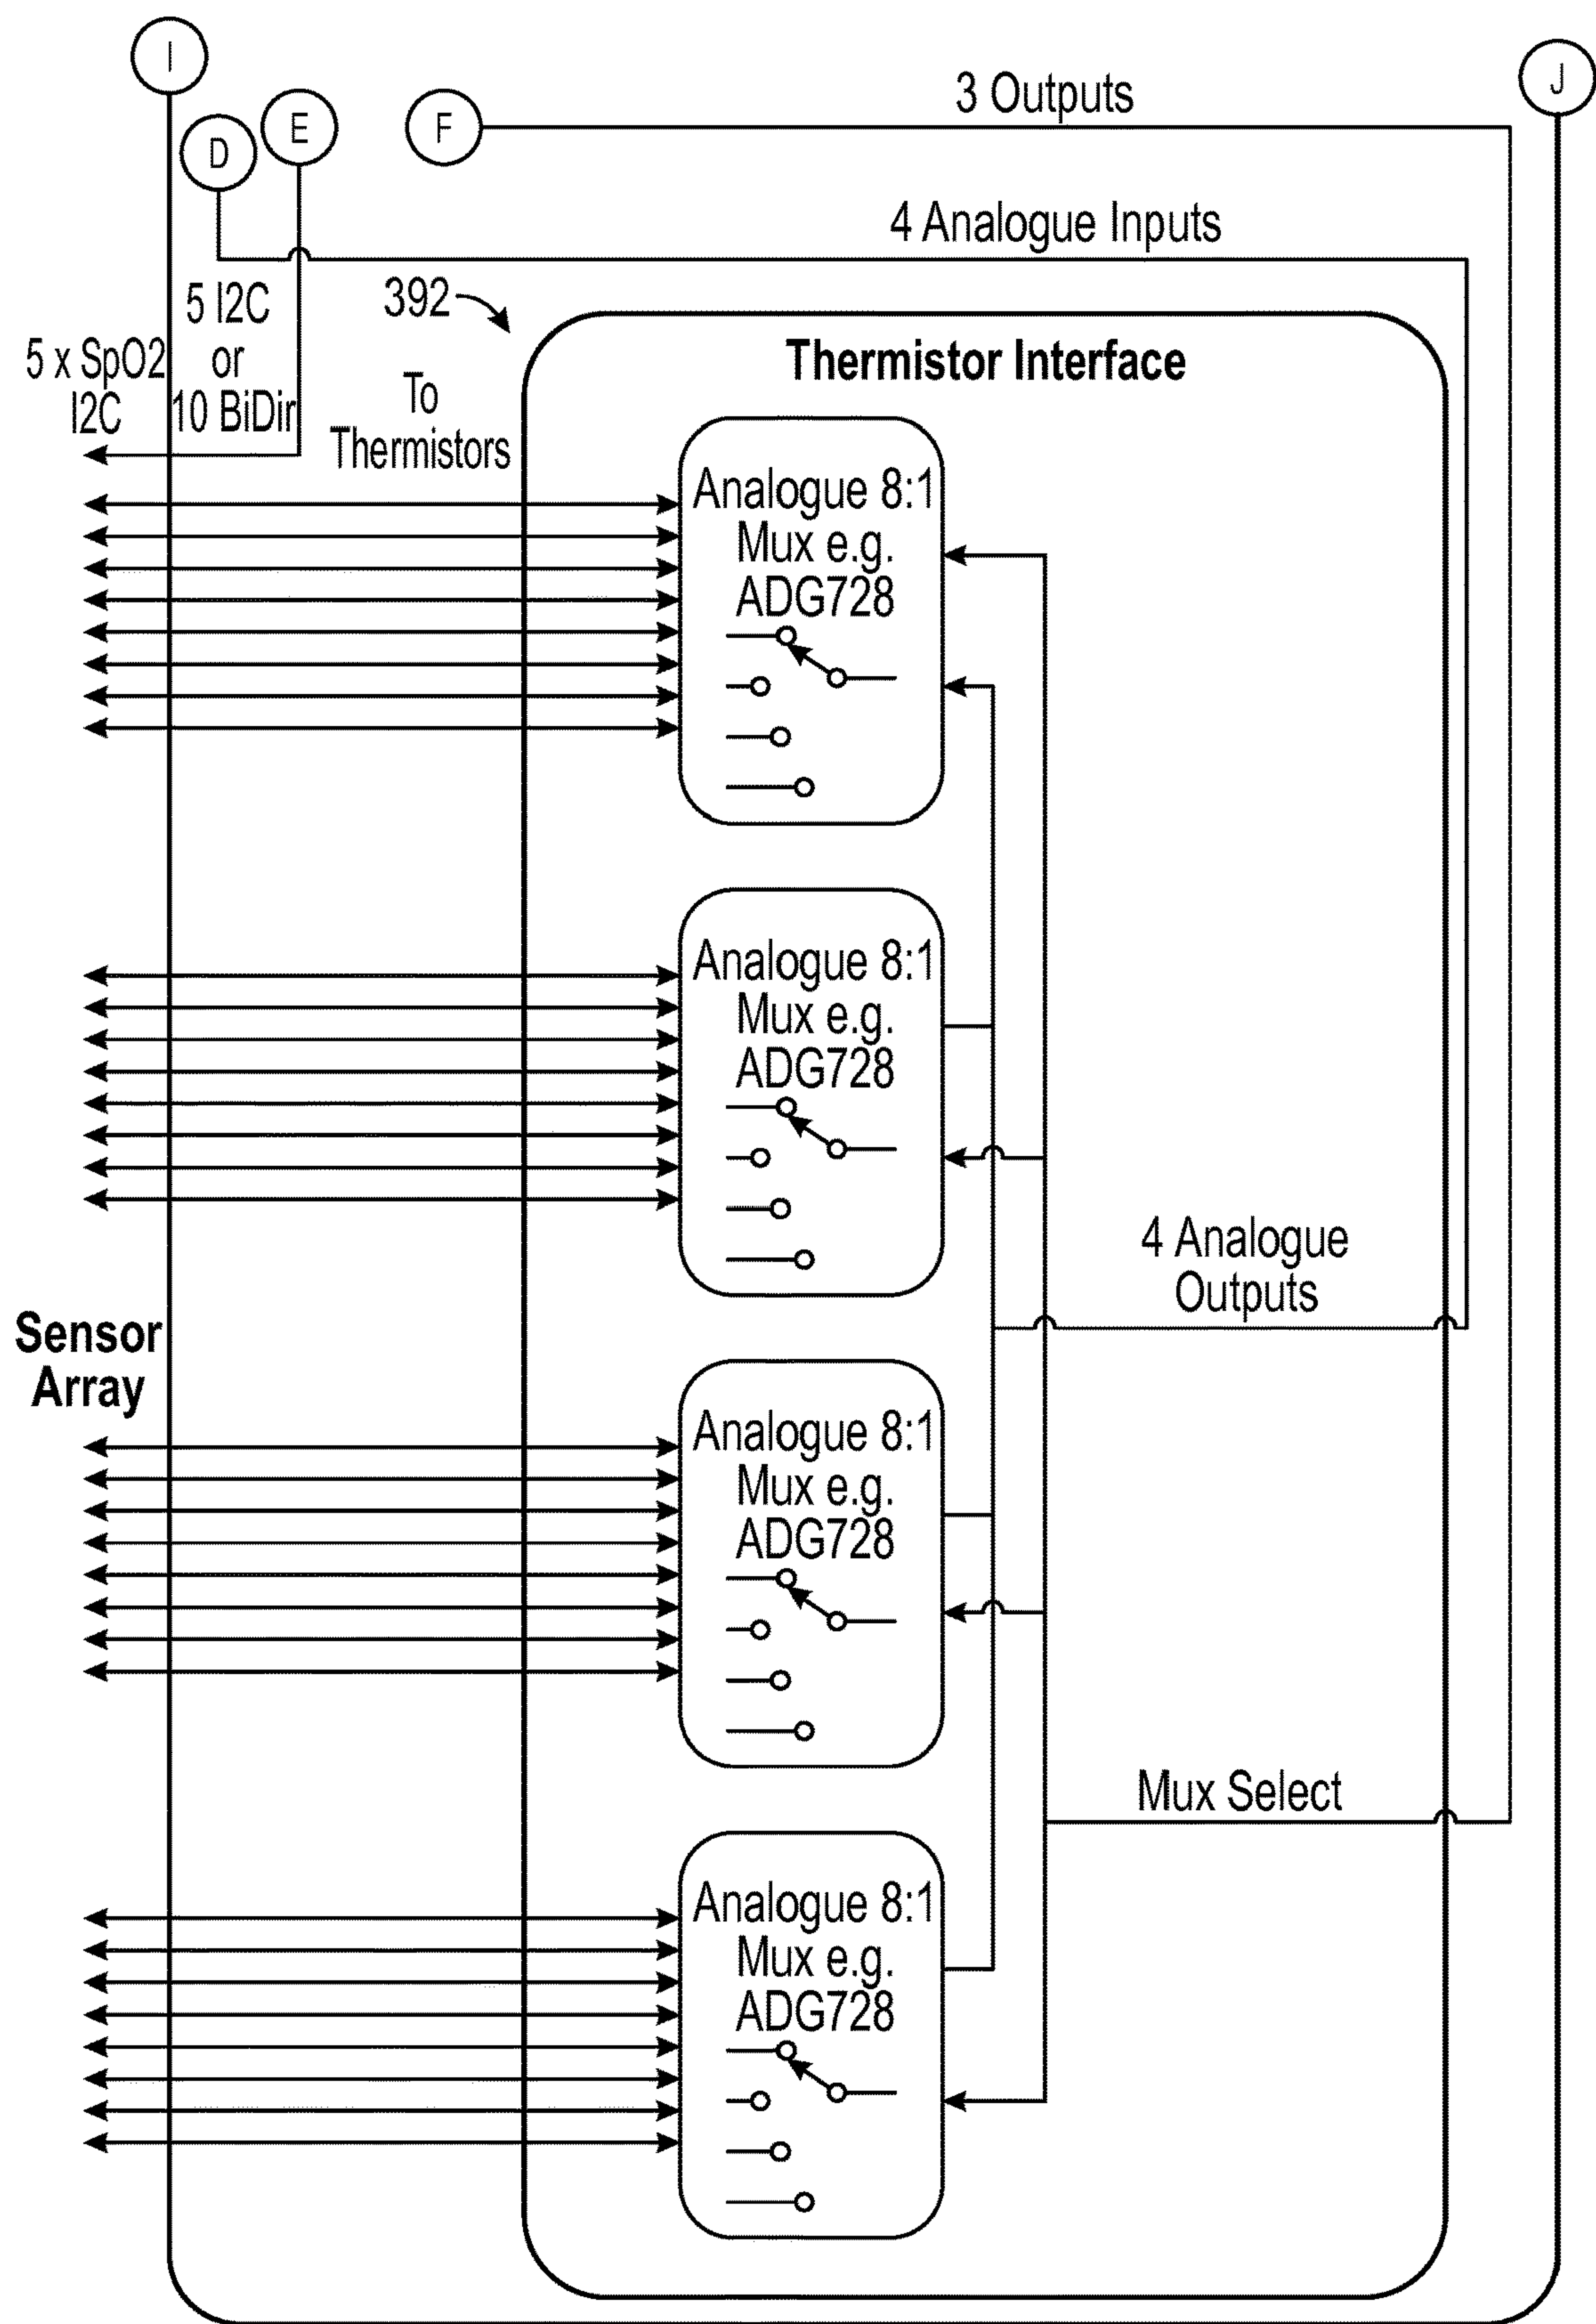 I
J
D
E
F
3 Outputs
4 Analogue Inputs
5 x SpO2
I2C
5 I2C
or
10 BiDir
392
To
Thermistors
Thermistor Interface
Analogue 8:1
Mux e.g.
ADG728
Analogue 8:1
Mux e.g.
ADG728
4 Analogue
Outputs
Sensor
Array
Analogue 8:1
Mux e.g.
ADG728
Mux Select
Analogue 8:1
Mux e.g.
ADG728